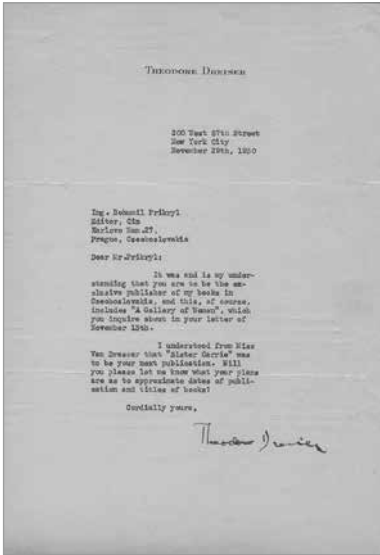 THEODORE DREISER
200 West 57th Street
New York City
November 29th, 1930
Ing. Bohumil Prikryl
Editor, Cin
Karlovo Nam.27,
Prague, Czechoslovakia
Dear Mr.Prikryl:
It was and is my under-
standing that you are to be the ex-
clusive publisher of my books in
Czechoslovakia, and this, of course,
includes "A Gallery of Women", which
you inquire about in your letter of
November 13th.
I understood from Miss
Van Dresser that "Sister Carrie" was
to be your next publication. Will
you please let me know what your plans
are as to approximate dates of publi-
cation and titles of books?
Cordially yours,
Theodore Dreiser